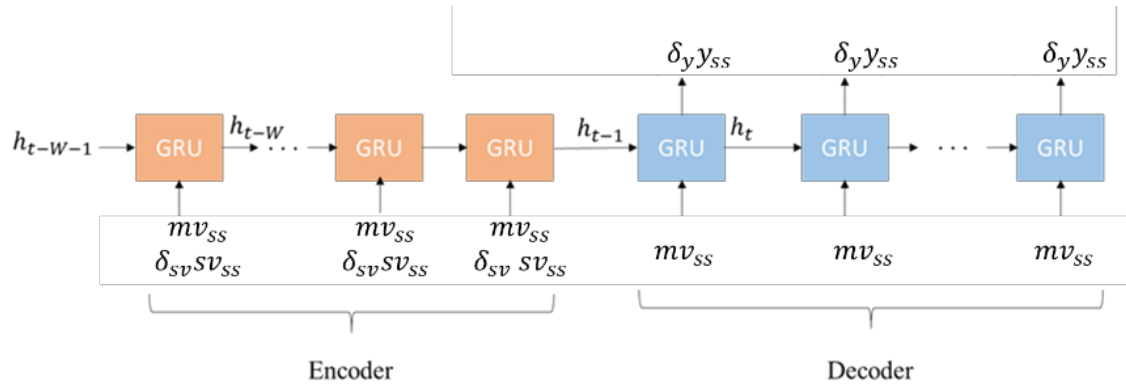 δ_y y_ss δ_y y_ss δ_y y_ss
h_{t−W−1} GRU h_{t−W} ··· GRU GRU h_{t−1} GRU h_t GRU ··· GRU
mv_ss mv_ss mv_ss mv_ss mv_ss mv_ss
δ_sv sv_ss δ_sv sv_ss δ_sv sv_ss
Encoder Decoder